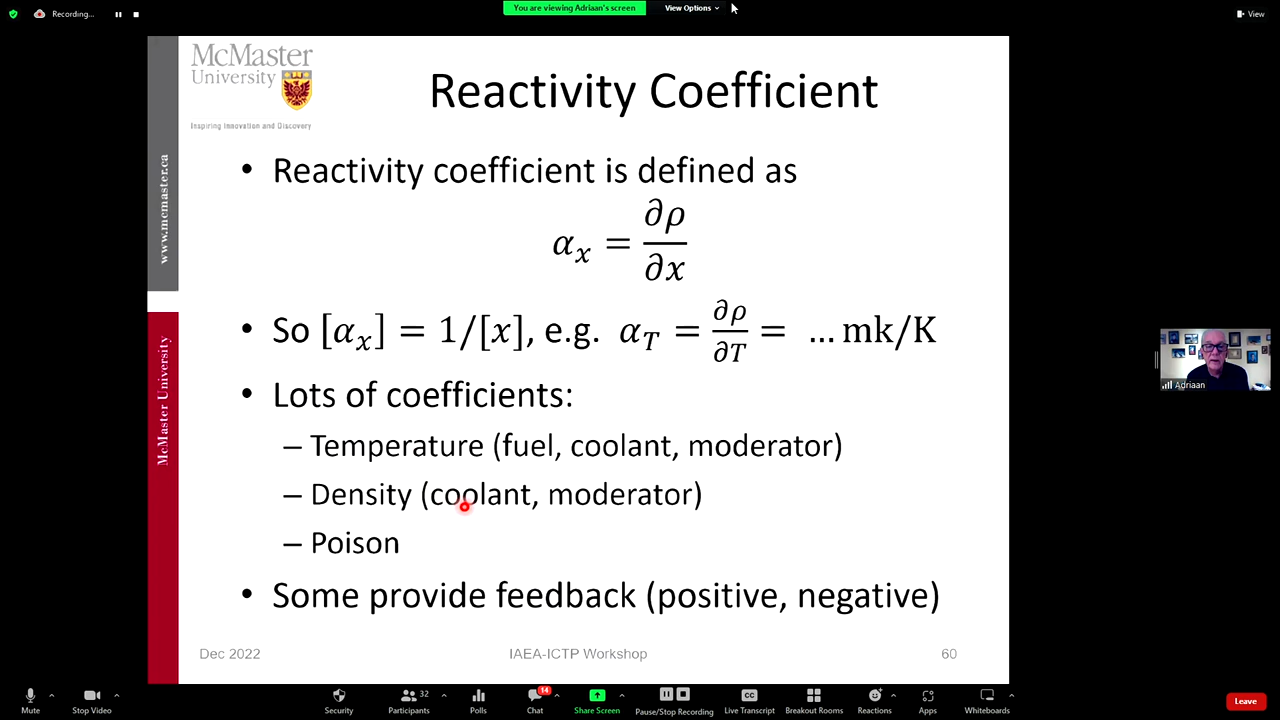 Recording...
You are viewing Adriaan's screen
View Options
View
McMaster
University
Inspiring Innovation and Discovery
www.mcmaster.ca
McMaster University
Reactivity Coefficient
• Reactivity coefficient is defined as
αₓ = ∂ρ/∂x
• So [αₓ] = 1/[x], e.g. α_T = ∂ρ/∂T = ... mk/K
• Lots of coefficients:
– Temperature (fuel, coolant, moderator)
– Density (coolant, moderator)
– Poison
• Some provide feedback (positive, negative)
Dec 2022
IAEA-ICTP Workshop
60
Adriaan
Mute
Stop Video
Security
32
Participants
Polls
14
Chat
Share Screen
Pause/Stop Recording
CC
Live Transcript
Breakout Rooms
Reactions
Apps
Whiteboards
Leave